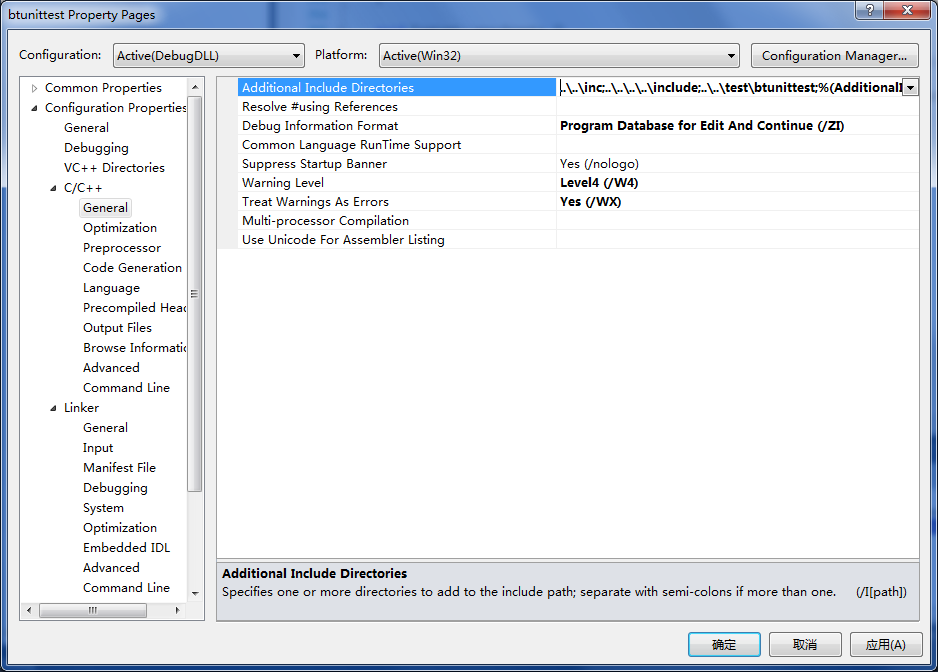 btunittest Property Pages
Configuration: Active(DebugDLL) Platform: Active(Win32) Configuration Manager...
Common Properties
Configuration Properties
General
Debugging
VC++ Directories
C/C++
General
Optimization
Preprocessor
Code Generation
Language
Precompiled Head
Output Files
Browse Informatio
Advanced
Command Line
Linker
General
Input
Manifest File
Debugging
System
Optimization
Embedded IDL
Advanced
Command Line
Additional Include Directories ..\..\inc;..\..\..\..\include;..\..\test\btunittest;%(AdditionalI
Resolve #using References
Debug Information Format Program Database for Edit And Continue (/ZI)
Common Language RunTime Support
Suppress Startup Banner Yes (/nologo)
Warning Level Level4 (/W4)
Treat Warnings As Errors Yes (/WX)
Multi-processor Compilation
Use Unicode For Assembler Listing
Additional Include Directories
Specifies one or more directories to add to the include path; separate with semi-colons if more than one. (/I[path])
确定 取消 应用(A)